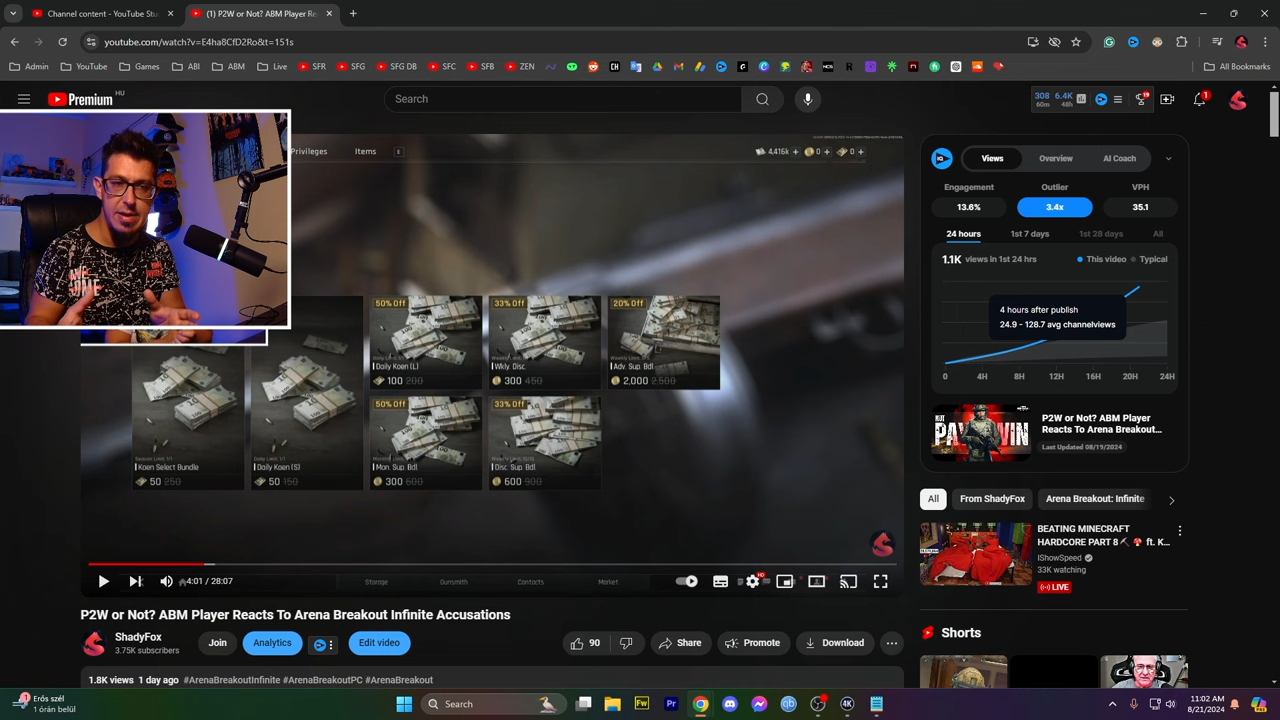 Channel content - YouTube Stu
(1) P2W or Not? ABM Player Re
youtube.com/watch?v=E4ha8CfD2Ro&t=151s
Admin YouTube Games ABI ABM Live SFR SFG SFG DB SFC SFB ZEN All Bookmarks
Premium HU
Search
308 60m 6.4K 48h
19
1
Privileges Items E 4,416k + 0 + 0 +
Views Overview AI Coach
Engagement Outlier VPH
13.6% 3.4x 35.1
24 hours 1st 7 days 1st 28 days All
1.1K views in 1st 24 hrs This video Typical
4 hours after publish
24.9 - 128.7 avg channelviews
0 4H 8H 12H 16H 20H 24H
50% Off 33% Off 20% Off
Daily Koen (L) Wkly. Disc. Adv. Sup. Bdl
100 200 300 450 2,000 2,500
50% Off 33% Off
Koen Select Bundle Daily Koen (S) Mon. Sup. Bdl Disc. Sup. Bdl
50 250 50 150 300 600 600 900
P2W or Not? ABM Player
Reacts To Arena Breakout...
Last Updated 08/19/2024
All From ShadyFox Arena Breakout: Infinite
BEATING MINECRAFT
HARDCORE PART 8 ft. K...
IShowSpeed
33K watching
LIVE
4:01 / 28:07 Storage Gunsmith Contacts Market HD
P2W or Not? ABM Player Reacts To Arena Breakout Infinite Accusations
ShadyFox
3.75K subscribers
Join Analytics Edit video 90 Share Promote Download
Shorts
1.8K views 1 day ago #ArenaBreakoutInfinite #ArenaBreakoutPC #ArenaBreakout
Erős szél
1 órán belül
Search
11:02 AM
8/21/2024